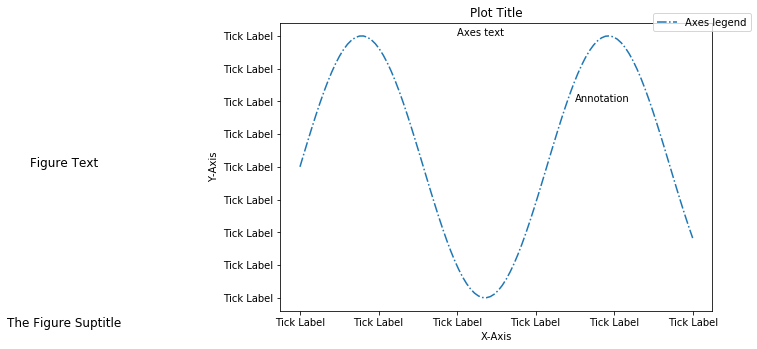 Plot Title
Axes legend
Axes text
Tick Label
Tick Label
Tick Label
Annotation
Tick Label
Figure Text
Tick Label
Y-Axis
Tick Label
Tick Label
Tick Label
Tick Label
The Figure Suptitle
Tick Label Tick Label Tick Label Tick Label Tick Label Tick Label
X-Axis